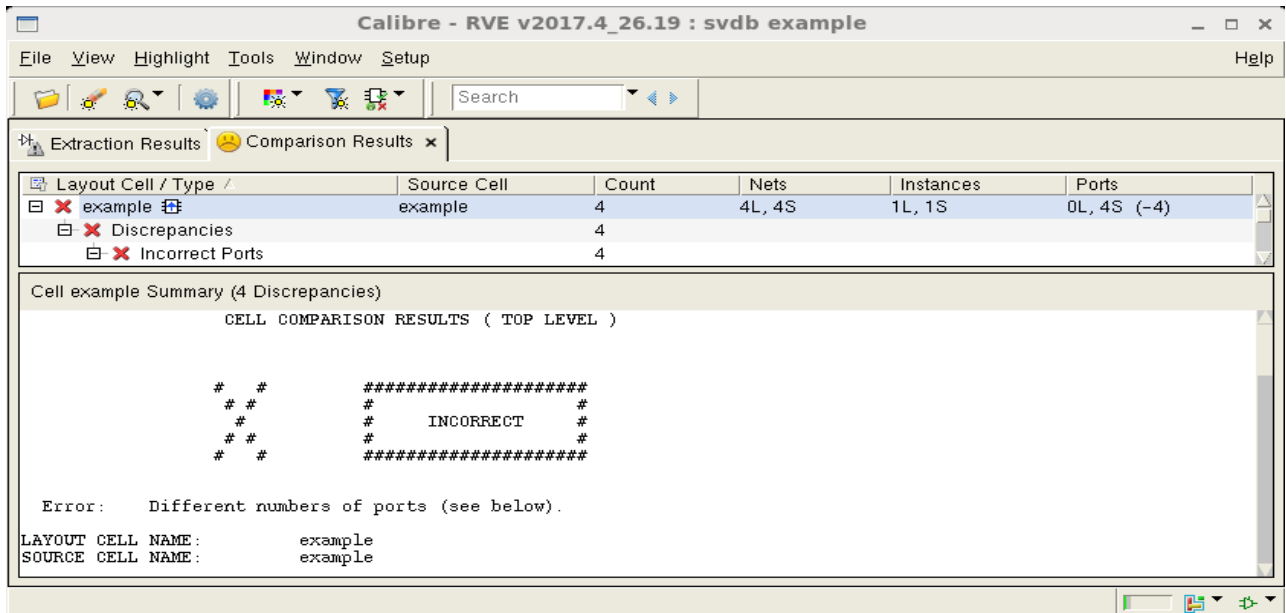 Calibre - RVE v2017.4_26.19 : svdb example
File View Highlight Tools Window Setup Help
Search
Extraction Results Comparison Results
Layout Cell / Type Source Cell Count Nets Instances Ports
example example 4 4L, 4S 1L, 1S 0L, 4S (-4)
Discrepancies 4
Incorrect Ports 4
Cell example Summary (4 Discrepancies)
CELL COMPARISON RESULTS ( TOP LEVEL )
#   #         #####################
# #          #                   #
#           #     INCORRECT     #
# #          #                   #
#   #         #####################
Error: Different numbers of ports (see below).
LAYOUT CELL NAME: example
SOURCE CELL NAME: example